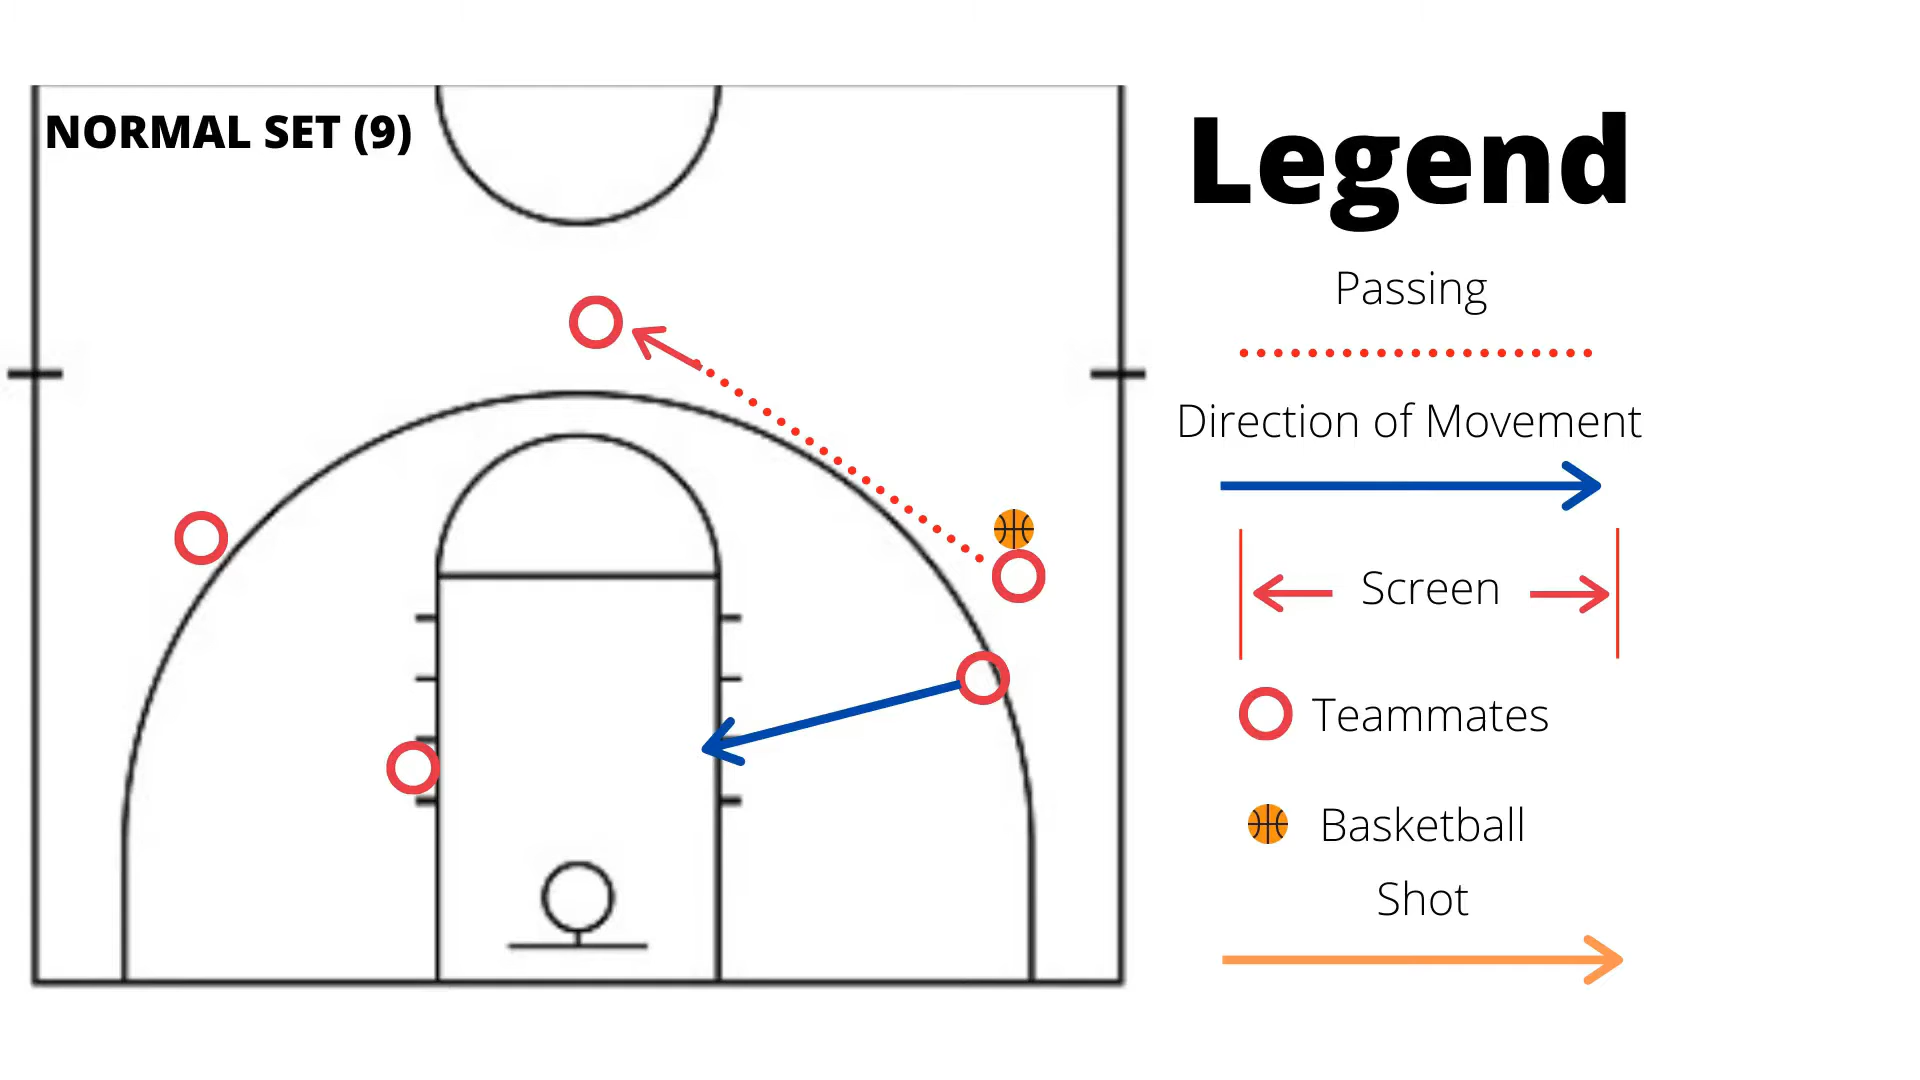 NORMAL SET (9)
Legend
Passing
Direction of Movement
Screen
Teammates
Basketball
Shot